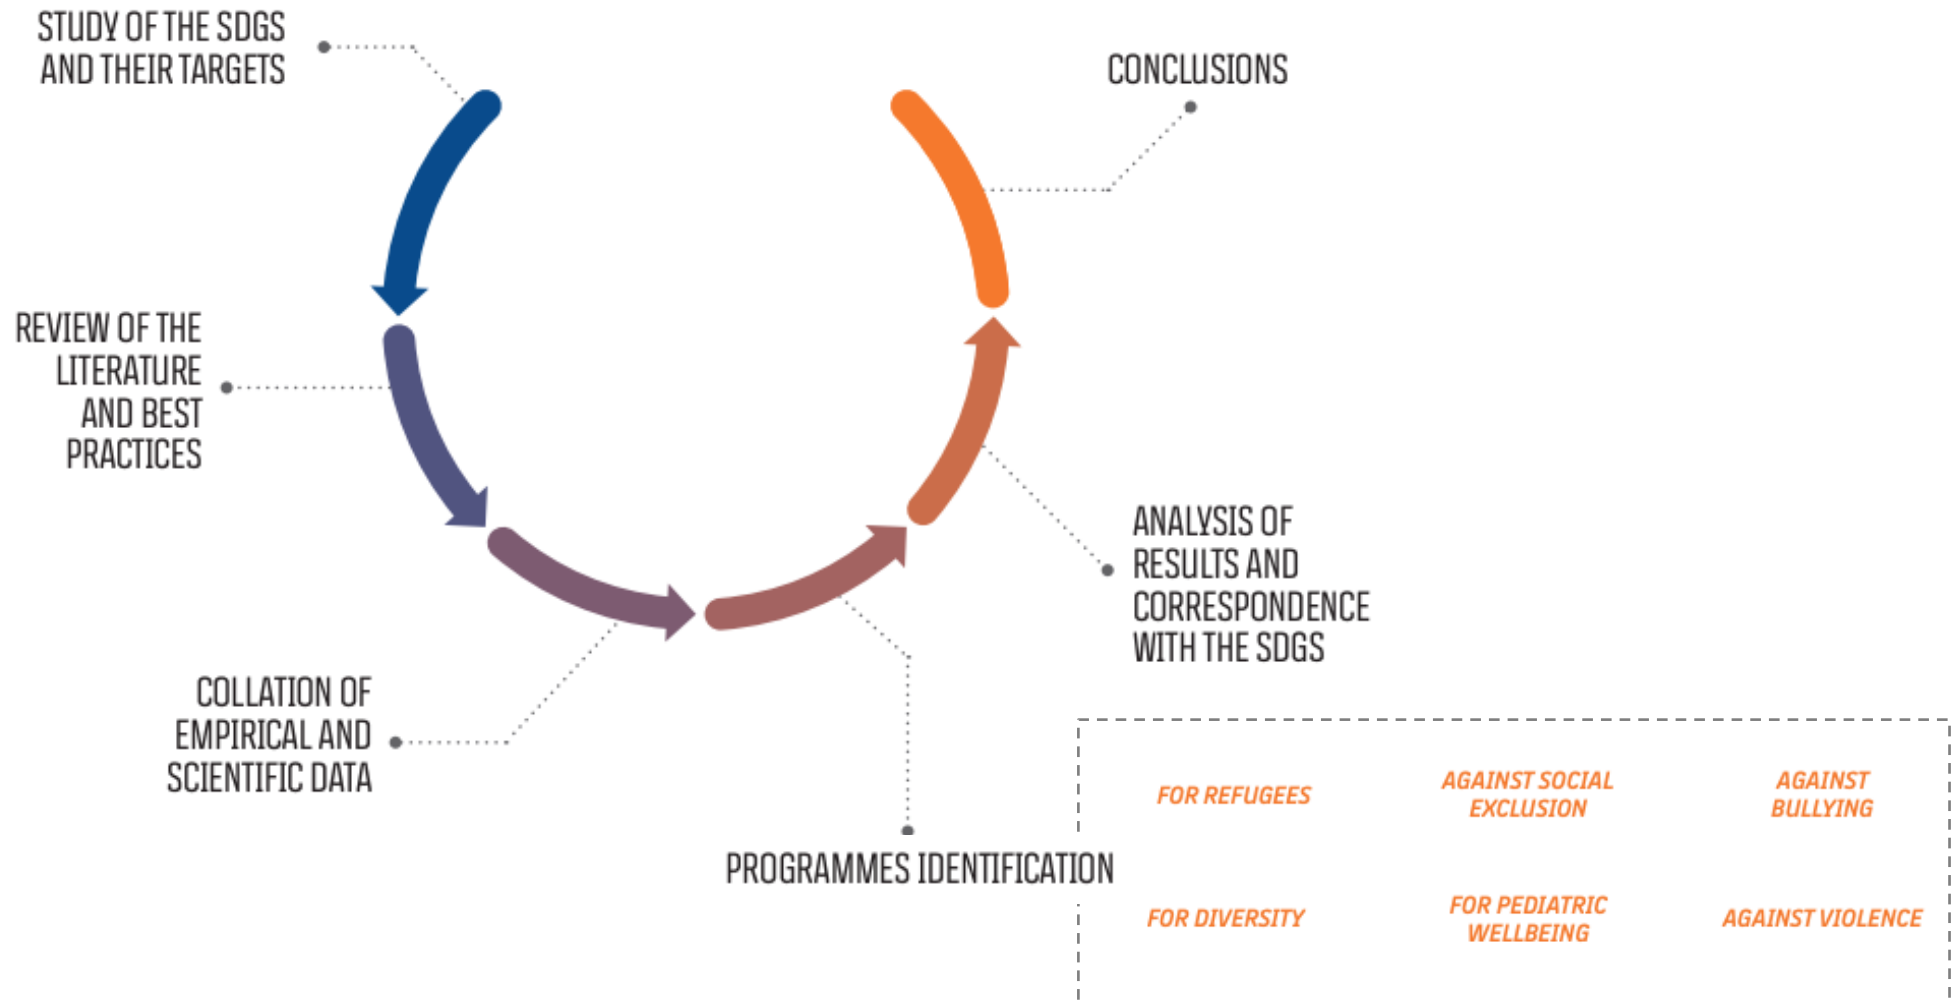 STUDY OF THE SDGS
AND THEIR TARGETS
REVIEW OF THE
LITERATURE
AND BEST
PRACTICES
COLLATION OF
EMPIRICAL AND
SCIENTIFIC DATA
PROGRAMMES IDENTIFICATION
ANALYSIS OF
RESULTS AND
CORRESPONDENCE
WITH THE SDGS
CONCLUSIONS
FOR REFUGEES
AGAINST SOCIAL
EXCLUSION
AGAINST
BULLYING
FOR DIVERSITY
FOR PEDIATRIC
WELLBEING
AGAINST VIOLENCE